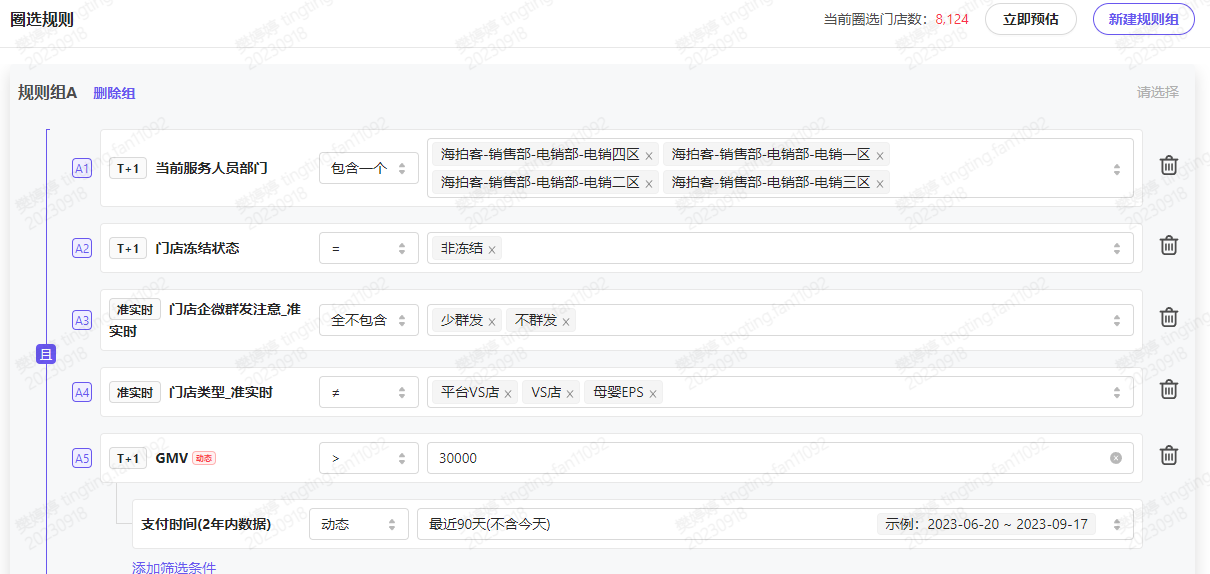 圈选规则 当前圈选门店数: 8,124 立即预估 新建规则组
规则组A 删除组 请选择
A1 T+1 当前服务人员部门 包含一个 海拍客-销售部-电销部-电销四区 x 海拍客-销售部-电销部-电销一区 x
海拍客-销售部-电销部-电销二区 x 海拍客-销售部-电销部-电销三区 x
A2 T+1 门店冻结状态 = 非冻结 x
A3 准实时 门店企微群发注意_准
实时 全不包含 少群发 x 不群发 x
且
A4 准实时 门店类型_准实时 ≠ 平台VS店 x VS店 x 母婴EPS x
A5 T+1 GMV 动态 > 30000
支付时间(2年内数据) 动态 最近90天(不含今天) 示例：2023-06-20 ~ 2023-09-17
添加筛选条件
樊婷婷 tingting.fan11092
20230918